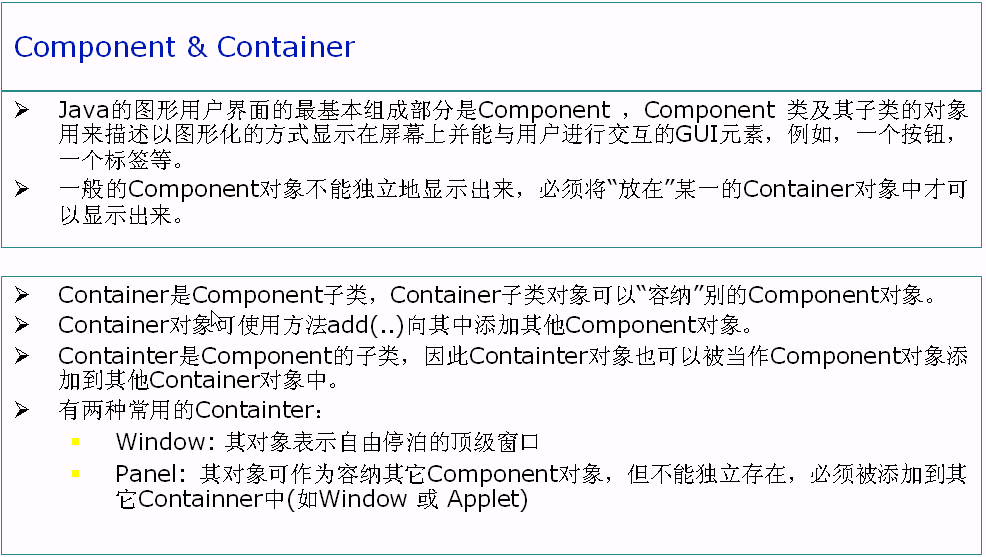 Component & Container
Java的图形用户界面的最基本组成部分是Component ，Component 类及其子类的对象
用来描述以图形化的方式显示在屏幕上并能与用户进行交互的GUI元素，例如，一个按钮，
一个标签等。
一般的Component对象不能独立地显示出来，必须将“放在”某一的Container对象中才可
以显示出来。
Container是Component子类，Container子类对象可以“容纳”别的Component对象。
Container对象可使用方法add(..)向其中添加其他Component对象。
Containter是Component的子类，因此Containter对象也可以被当作Component对象添
加到其他Container对象中。
有两种常用的Containter：
Window: 其对象表示自由停泊的顶级窗口
Panel: 其对象可作为容纳其它Component对象，但不能独立存在，必须被添加到其
它Containner中(如Window 或 Applet)